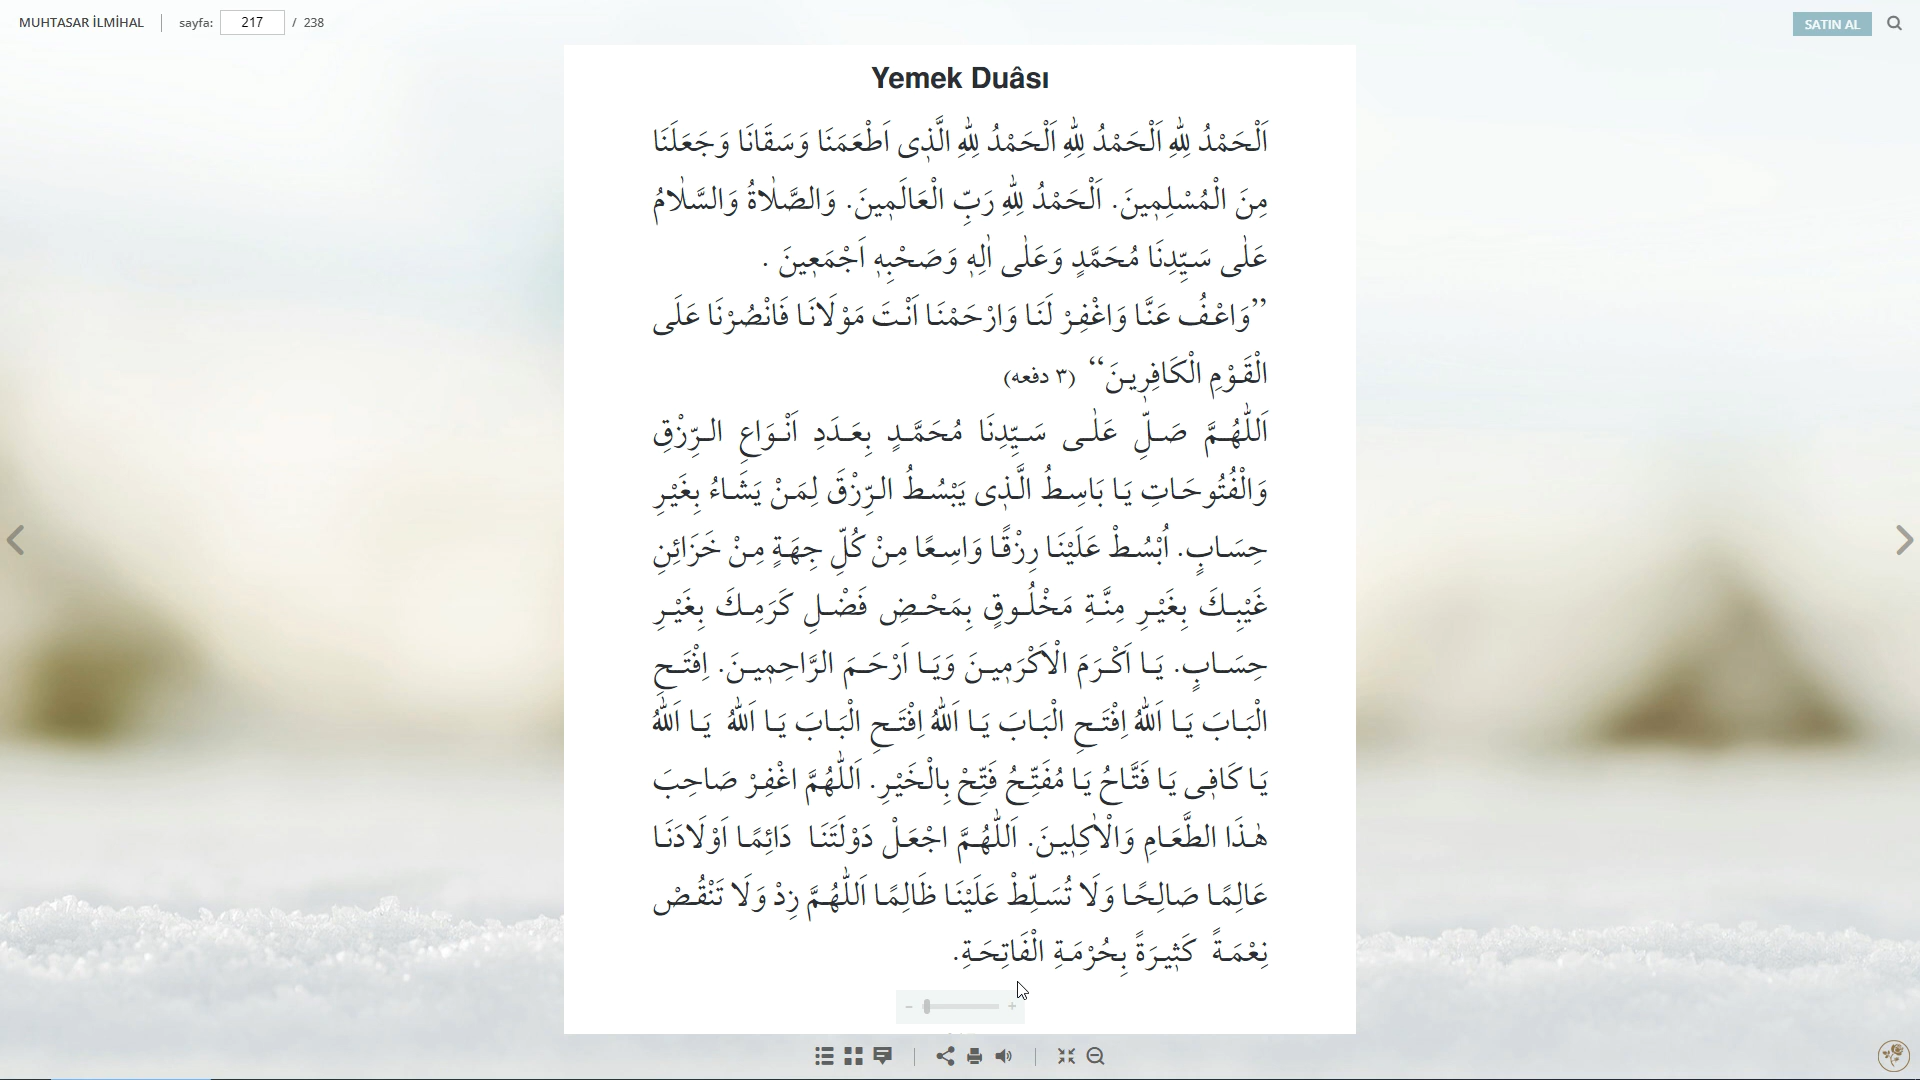 MUHTASAR İLMİHAL
sayfa: 217 / 238
SATIN AL
Yemek Duâsı
اَلْحَمْدُ لِلّٰهِ اَلْحَمْدُ لِلّٰهِ اَلْحَمْدُ لِلّٰهِ الَّذٖى اَطْعَمَنَا وَسَقَانَا وَجَعَلَنَا
مِنَ الْمُسْلِمٖينَ. اَلْحَمْدُ لِلّٰهِ رَبِّ الْعَالَمٖينَ. وَالصَّلٰاةُ وَالسَّلٰامُ
عَلٰى سَيِّدِنَا مُحَمَّدٍ وَعَلٰى اٰلِهٖ وَصَحْبِهٖ اَجْمَعٖينَ .
’’وَاعْفُ عَنَّا وَاغْفِرْ لَنَا وَارْحَمْنَا اَنْتَ مَوْلَانَا فَانْصُرْنَا عَلَى
الْقَوْمِ الْكَافِرٖينَ‘‘ (٣ دفعه)
اَللّٰهُمَّ صَلِّ عَلٰى سَيِّدِنَا مُحَمَّدٍ بِعَدَدِ اَنْوَاعِ الرِّزْقِ
وَالْفُتُوحَاتِ يَا بَاسِطُ الَّذٖى يَبْسُطُ الرِّزْقَ لِمَنْ يَشَاءُ بِغَيْرِ
حِسَابٍ. اُبْسُطْ عَلَيْنَا رِزْقًا وَاسِعًا مِنْ كُلِّ جِهَةٍ مِنْ خَزَائِنِ
غَيْبِكَ بِغَيْرِ مِنَّةِ مَخْلُوقٍ بِمَحْضِ فَضْلِ كَرَمِكَ بِغَيْرِ
حِسَابٍ. يَا اَكْرَمَ الْاَكْرَمٖينَ وَيَا اَرْحَمَ الرَّاحِمٖينَ. اِفْتَحِ
الْبَابَ يَا اَللّٰهُ اِفْتَحِ الْبَابَ يَا اَللّٰهُ اِفْتَحِ الْبَابَ يَا اَللّٰهُ يَا اَللّٰهُ
يَا كَافٖى يَا فَتَّاحُ يَا مُفَتِّحُ فَتِّحْ بِالْخَيْرِ. اَللّٰهُمَّ اغْفِرْ صَاحِبَ
هٰذَا الطَّعَامِ وَالْاٰكِلٖينَ. اَللّٰهُمَّ اجْعَلْ دَوْلَتَنَا دَائِمًا اَوْلَادَنَا
عَالِمًا صَالِحًا وَلَا تُسَلِّطْ عَلَيْنَا ظَالِمًا اَللّٰهُمَّ زِدْ وَلَا تَنْقُصْ
نِعْمَةً كَثٖيرَةً بِحُرْمَةِ الْفَاتِحَةِ.